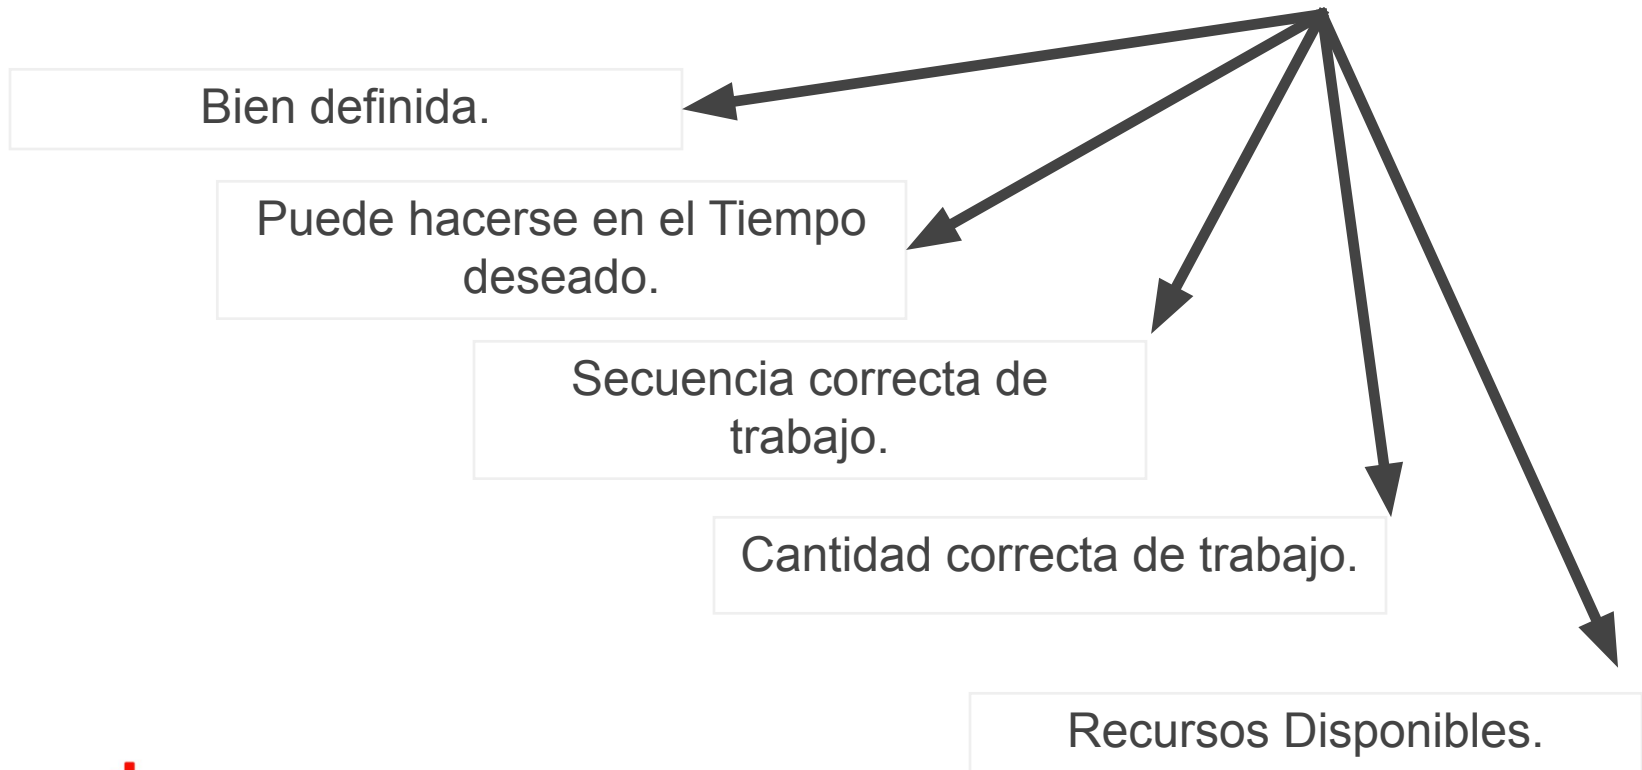 Bien definida.
Puede hacerse en el Tiempo
deseado.
Secuencia correcta de
trabajo.
Cantidad correcta de trabajo.
Recursos Disponibles.